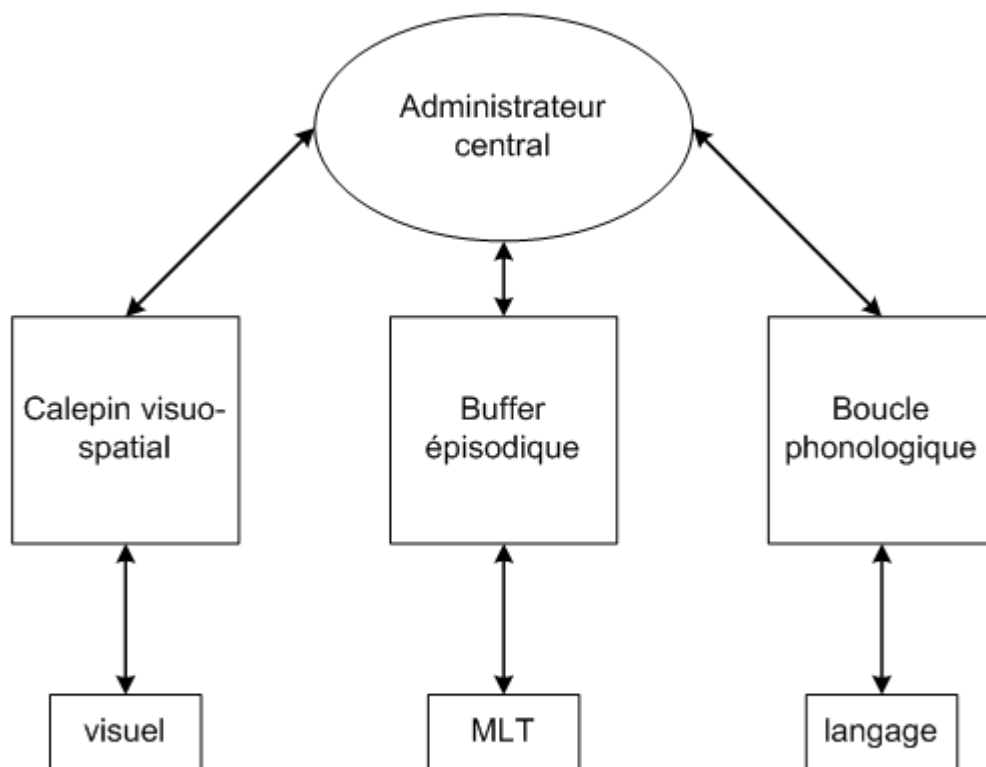 Administrateur
central
Calepin visuo-
spatial
Buffer
épisodique
Boucle
phonologique
visuel
MLT
langage